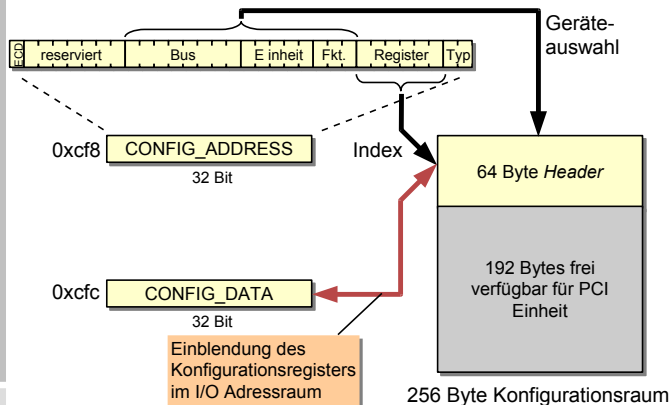 ECD reserviert Bus E inheit Fkt. Register Typ
Geräte-
auswahl
0xcf8 CONFIG_ADDRESS
32 Bit
Index
64 Byte Header
192 Bytes frei
verfügbar für PCI
Einheit
0xcfc CONFIG_DATA
32 Bit
Einblendung des
Konfigurationsregisters
im I/O Adressraum
256 Byte Konfigurationsraum